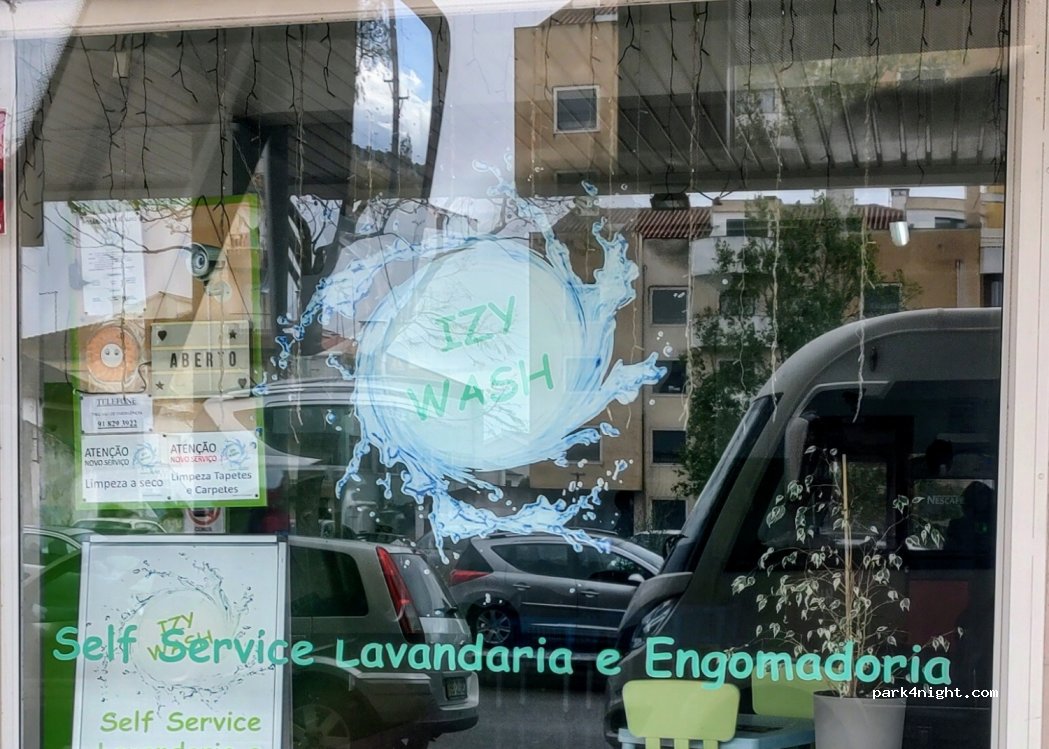 IZY
WASH
ABERTO
TELEFONE
91 829 3922
ATENÇÃO
NOVO SERVIÇO
Limpeza a seco
ATENÇÃO
NOVO SERVIÇO
Limpeza Tapetes
e Carpetes
NESCAFÉ
IZY
WASH
Self Service Lavandaria e Engomadoria
Self Service
park4night.com